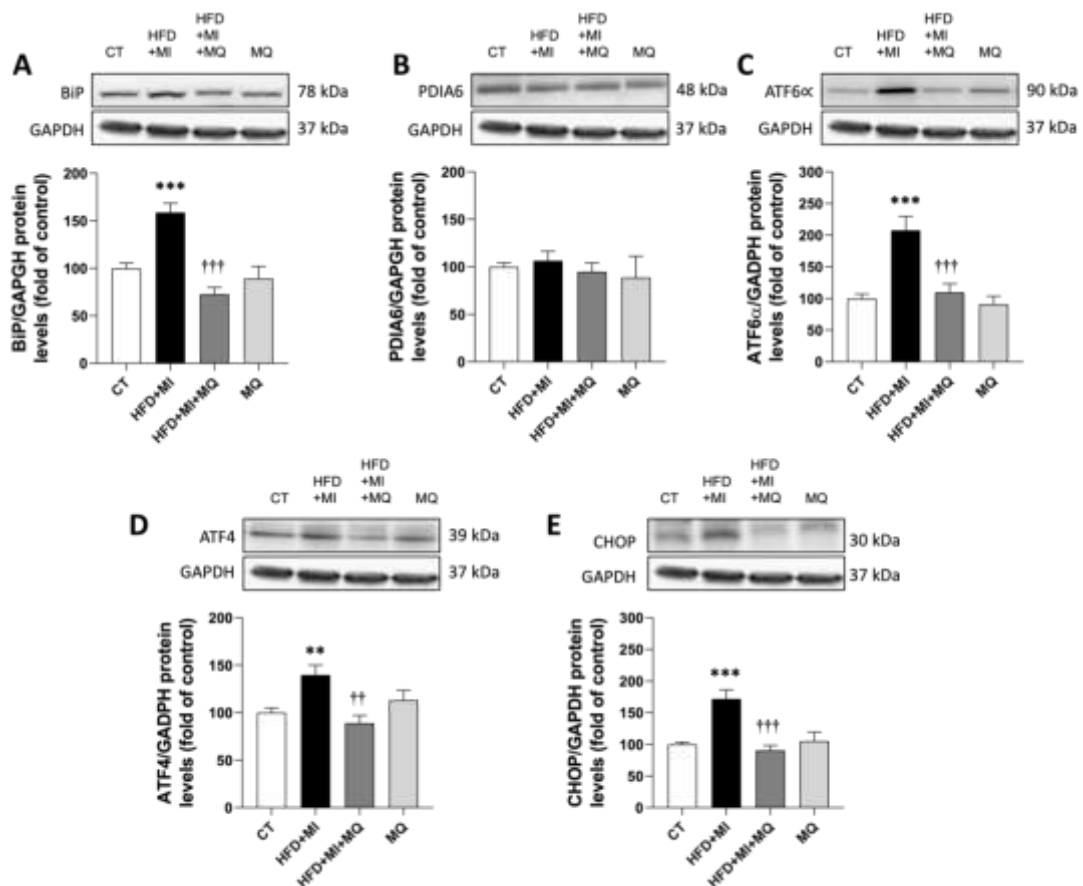 A
CT
HFD
+MI
HFD
+MI
+MQ
MQ
BiP
78 kDa
GAPDH
37 kDa
BiP/GAPGH protein
levels (fold of control)
200
150
100
50
0
***
†††
CT
HFD+MI
HFD+MI+MQ
MQ
B
CT
HFD
+MI
HFD
+MI
+MQ
MQ
PDIA6
48 kDa
GAPDH
37 kDa
PDIA6/GAPGH protein
levels (fold of control)
200
150
100
50
0
CT
HFD+MI
HFD+MI+MQ
MQ
C
CT
HFD
+MI
HFD
+MI
+MQ
MQ
ATF6α
90 kDa
GAPDH
37 kDa
ATF6α/GADPH protein
levels (fold of control)
300
250
200
150
100
50
0
***
†††
CT
HFD+MI
HFD+MI+MQ
MQ
D
CT
HFD
+MI
HFD
+MI
+MQ
MQ
ATF4
39 kDa
GAPDH
37 kDa
ATF4/GADPH protein
levels (fold of control)
200
150
100
50
0
**
††
CT
HFD+MI
HFD+MI+MQ
MQ
E
CT
HFD
+MI
HFD
+MI
+MQ
MQ
CHOP
30 kDa
GAPDH
37 kDa
CHOP/GAPDH protein
levels (fold of control)
300
250
200
150
100
50
0
***
†††
CT
HFD+MI
HFD+MI+MQ
MQ